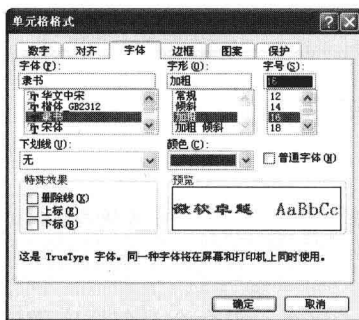 单元格格式
数字 对齐 字体 边框 图案 保护
字体(F): 字形(O): 字号(S):
隶书 加粗 16
华文中宋 常规 12
楷体_GB2312 倾斜 14
隶书 加粗 16
宋体 加粗 倾斜 18
下划线(U): 颜色(C):
无 普通字体(N)
特殊效果 预览
删除线(K)
上标(E) 微软卓越 AaBbCc
下标(B)
这是 TrueType 字体。同一种字体将在屏幕和打印机上同时使用。
确定 取消